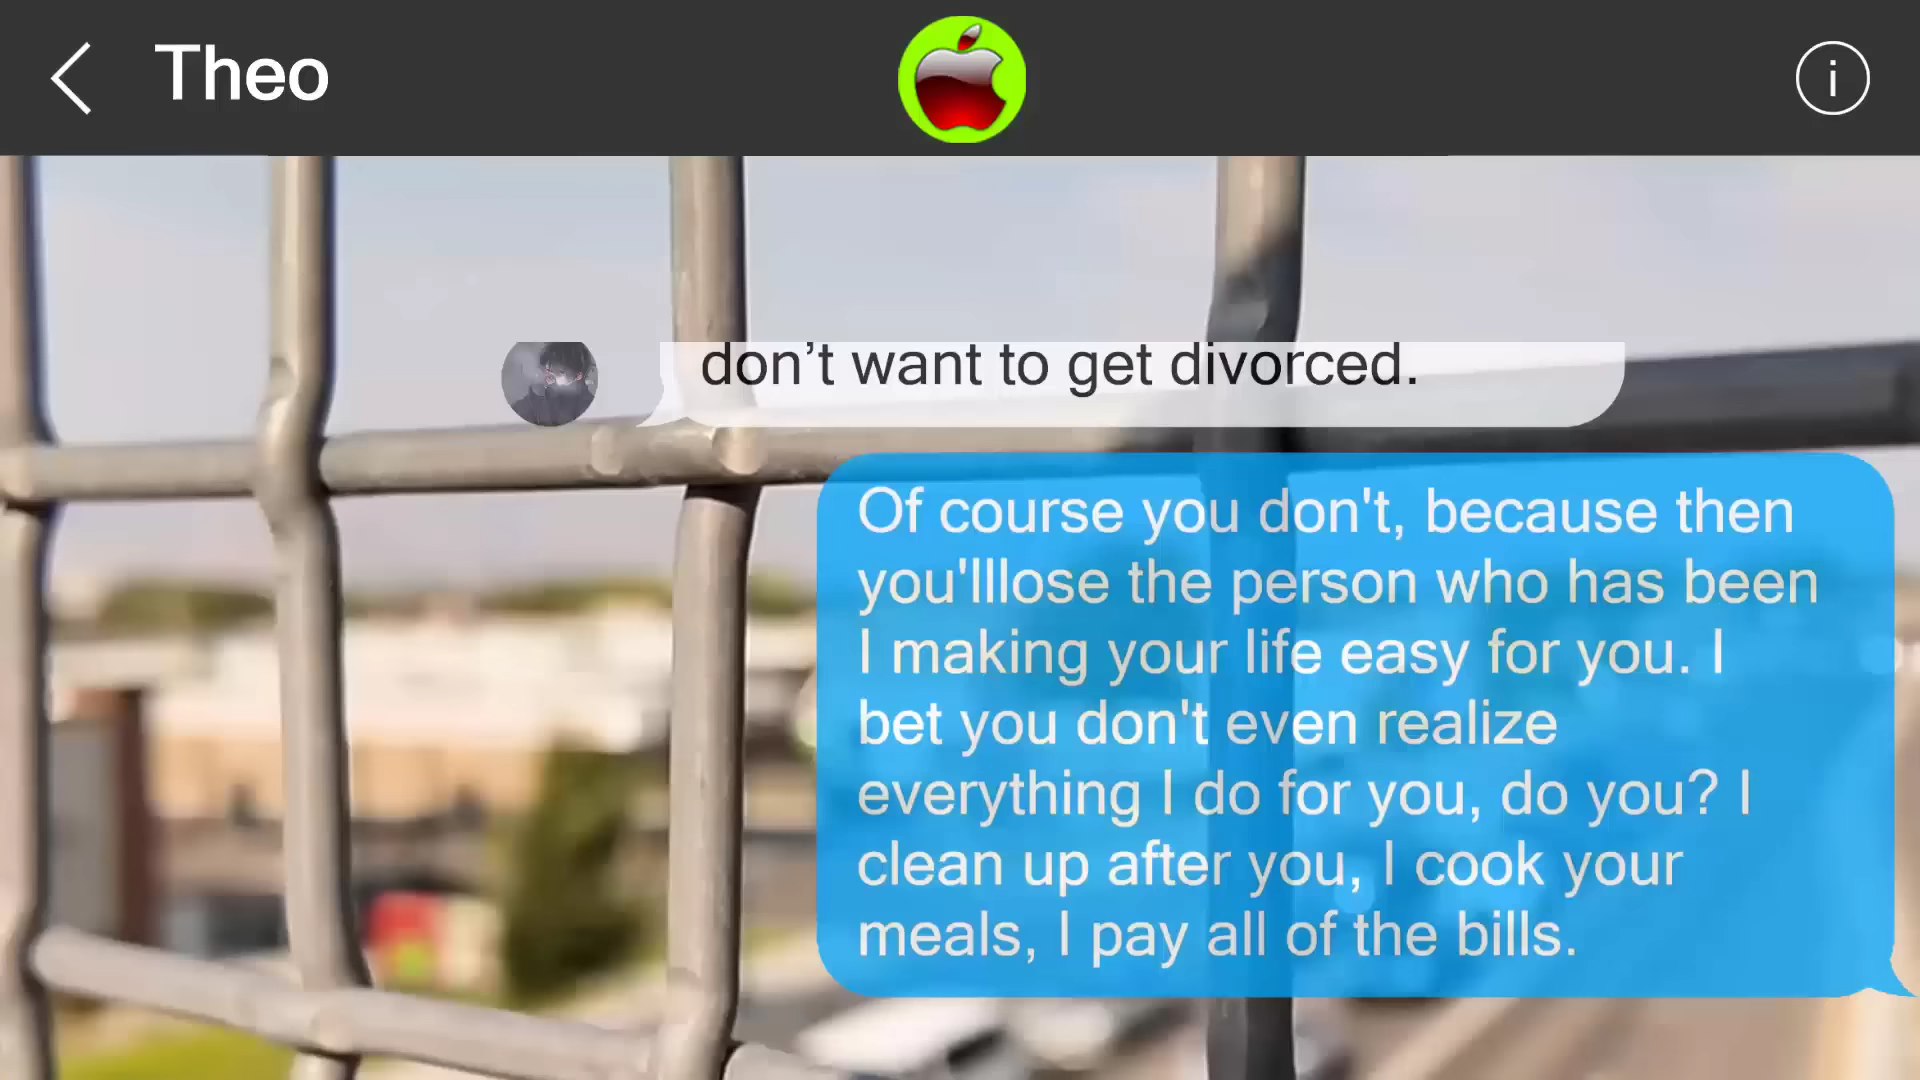 Theo
i
don’t want to get divorced.
Of course you don't, because then
you'lllose the person who has been
I making your life easy for you. I
bet you don't even realize
everything I do for you, do you? I
clean up after you, I cook your
meals, I pay all of the bills.